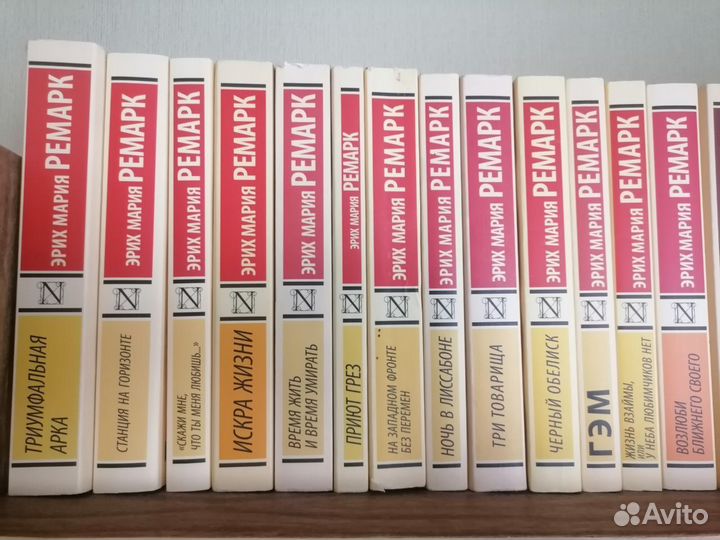 ЭРИХ МАРИЯ РЕМАРК
ТРИУМФАЛЬНАЯ
АРКА
ЭРИХ МАРИЯ РЕМАРК
СТАНЦИЯ НА ГОРИЗОНТЕ
ЭРИХ МАРИЯ РЕМАРК
«СКАЖИ МНЕ,
ЧТО ТЫ МЕНЯ ЛЮБИШЬ...»
ЭРИХ МАРИЯ РЕМАРК
ИСКРА ЖИЗНИ
ЭРИХ МАРИЯ РЕМАРК
ВРЕМЯ ЖИТЬ
И ВРЕМЯ УМИРАТЬ
ЭРИХ МАРИЯ РЕМАРК
ПРИЮТ ГРЕЗ
ЭРИХ МАРИЯ РЕМАРК
НА ЗАПАДНОМ ФРОНТЕ
БЕЗ ПЕРЕМЕН
ЭРИХ МАРИЯ РЕМАРК
НОЧЬ В ЛИССАБОНЕ
ЭРИХ МАРИЯ РЕМАРК
ТРИ ТОВАРИЩА
ЭРИХ МАРИЯ РЕМАРК
ЧЕРНЫЙ ОБЕЛИСК
ЭРИХ МАРИЯ РЕМАРК
ГЭМ
ЭРИХ МАРИЯ РЕМАРК
ЖИЗНЬ ВЗАЙМЫ,
ИЛИ
У НЕБА ЛЮБИМЧИКОВ НЕТ
ЭРИХ МАРИЯ РЕМАРК
ВОЗЛЮБИ
БЛИЖНЕГО СВОЕГО
Avito